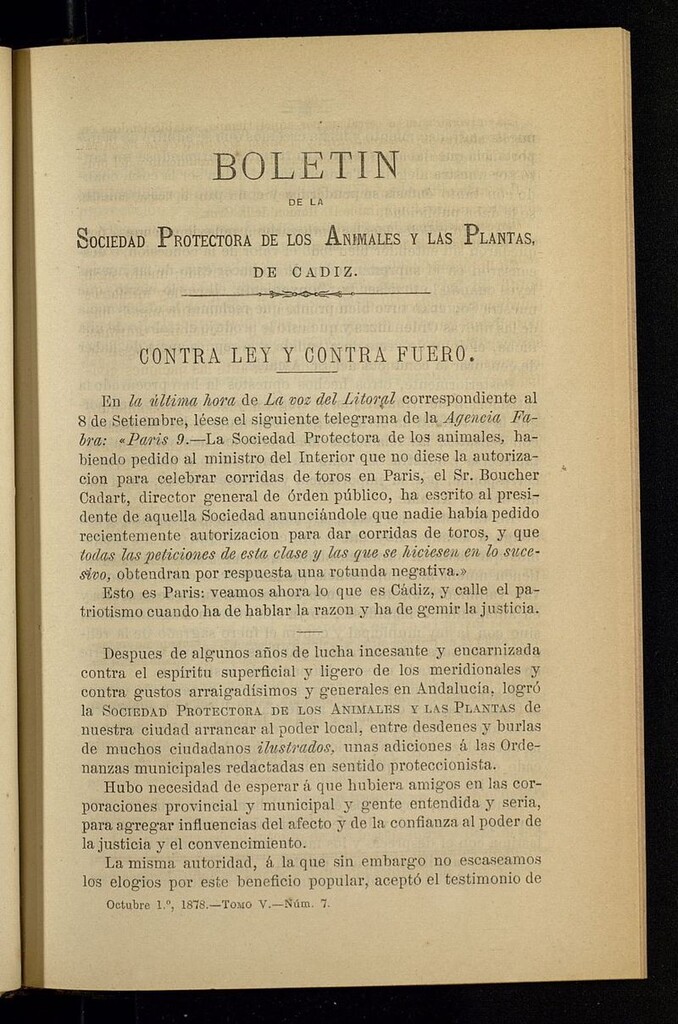 BOLETIN
DE LA
SOCIEDAD PROTECTORA DE LOS ANIMALES Y LAS PLANTAS,
DE CADIZ.
CONTRA LEY Y CONTRA FUERO.
En la última hora de La voz del Litoral correspondiente al
8 de Setiembre, léese el siguiente telegrama de la Agencia Fa-
bra: «Paris 9.—La Sociedad Protectora de los animales, ha-
biendo pedido al ministro del Interior que no diese la autoriza-
cion para celebrar corridas de toros en Paris, el Sr. Boucher
Cadart, director general de órden público, ha escrito al presi-
dente de aquella Sociedad anunciándole que nadie habia pedido
recientemente autorizacion para dar corridas de toros, y que
todas las peticiones de esta clase y las que se hiciesen en lo suce-
sivo, obtendran por respuesta una rotunda negativa.»
Esto es Paris: veamos ahora lo que es Cádiz, y calle el pa-
triotismo cuando ha de hablar la razon y ha de gemir la justicia.
Despues de algunos años de lucha incesante y encarnizada
contra el espíritu superficial y ligero de los meridionales y
contra gustos arraigadísimos y generales en Andalucía, logró
la SOCIEDAD PROTECTORA DE LOS ANIMALES Y LAS PLANTAS de
nuestra ciudad arrancar al poder local, entre desdenes y burlas
de muchos ciudadanos ilustrados, unas adiciones á las Orde-
nanzas municipales redactadas en sentido proteccionista.
Hubo necesidad de esperar á que hubiera amigos en las cor-
poraciones provincial y municipal y gente entendida y seria,
para agregar influencias del afecto y de la confianza al poder de
la justicia y el convencimiento.
La misma autoridad, á la que sin embargo no escaseamos
los elogios por este beneficio popular, aceptó el testimonio de
Octubre 1.º, 1878.—TOMO V.—Núm. 7.